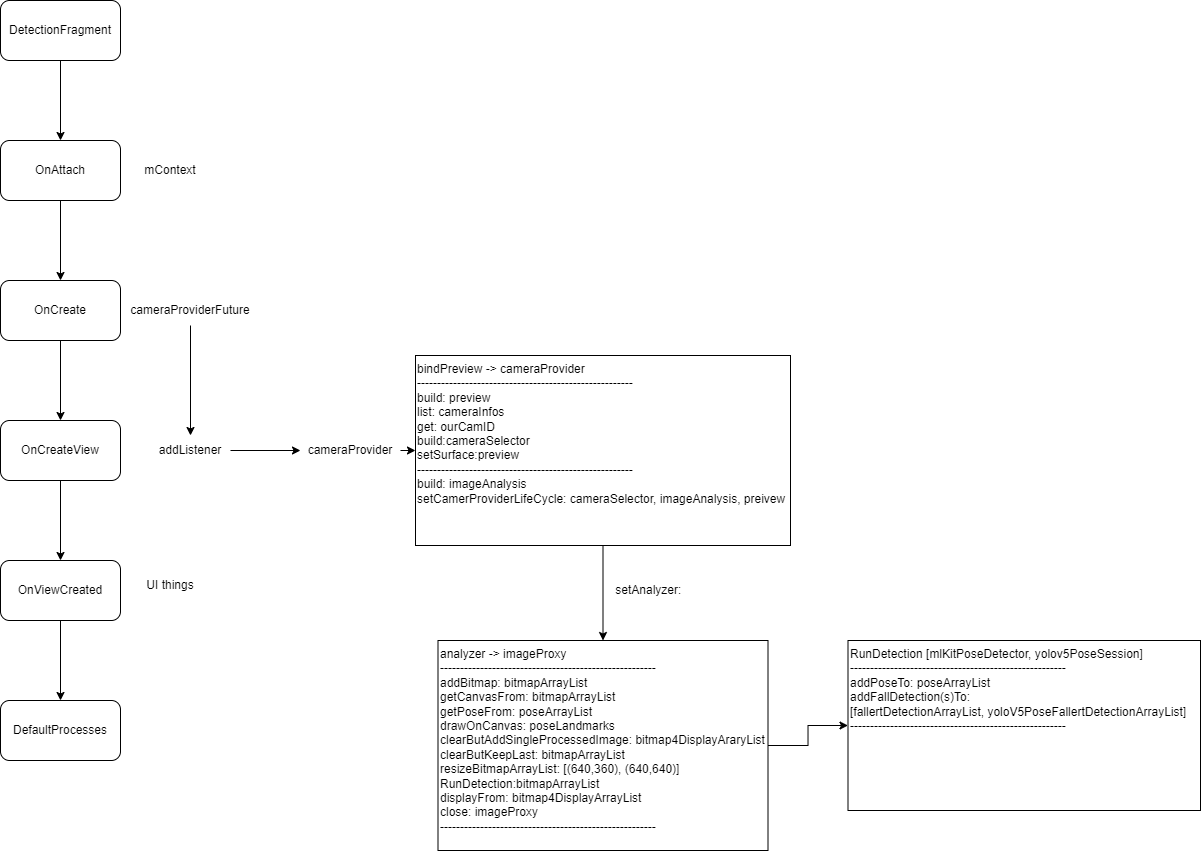 DetectionFragment
OnAttach
mContext
OnCreate
cameraProviderFuture
OnCreateView
addListener
cameraProvider
bindPreview -> cameraProvider
------------------------------------------------------
build: preview
list: cameraInfos
get: ourCamID
build:cameraSelector
setSurface:preview
------------------------------------------------------
build: imageAnalysis
setCamerProviderLifeCycle: cameraSelector, imageAnalysis, preivew
OnViewCreated
UI things
setAnalyzer:
DefaultProcesses
analyzer -> imageProxy
------------------------------------------------------
addBitmap: bitmapArrayList
getCanvasFrom: bitmapArrayList
getPoseFrom: poseArrayList
drawOnCanvas: poseLandmarks
clearButAddSingleProcessedImage: bitmap4DisplayAraryList
clearButKeepLast: bitmapArrayList
resizeBitmapArrayList: [(640,360), (640,640)]
RunDetection:bitmapArrayList
displayFrom: bitmap4DisplayArrayList
close: imageProxy
------------------------------------------------------
RunDetection [mlKitPoseDetector, yolov5PoseSession]
------------------------------------------------------
addPoseTo: poseArrayList
addFallDetection(s)To:
[fallertDetectionArrayList, yoloV5PoseFallertDetectionArrayList]
------------------------------------------------------